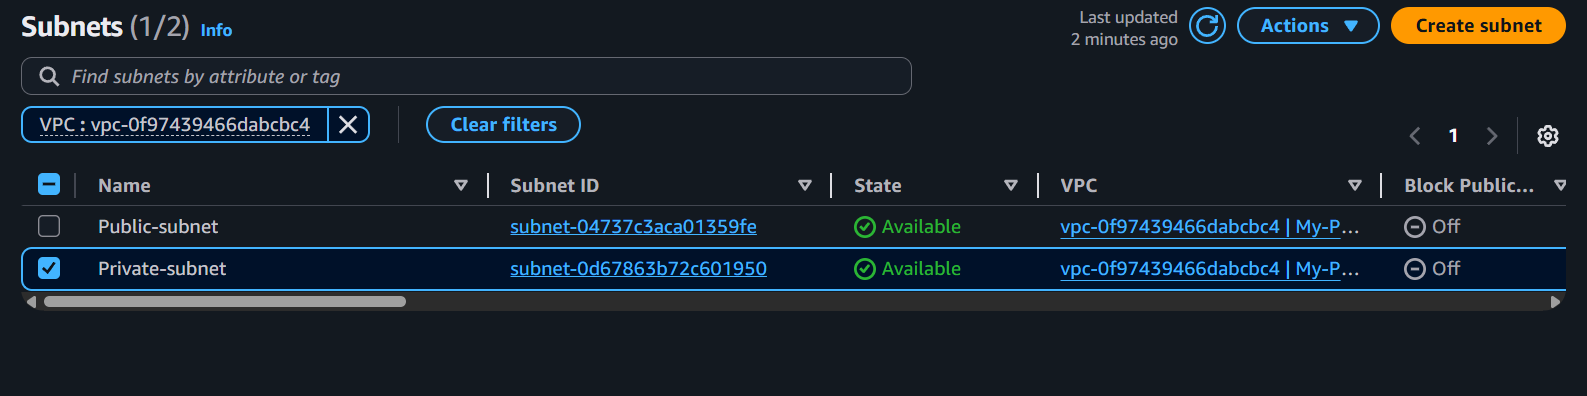 Subnets (1/2) Info
Last updated
2 minutes ago
Actions
Create subnet
Find subnets by attribute or tag
VPC : vpc-0f97439466dabcbc4
Clear filters
1
Name Subnet ID State VPC Block Public...
Public-subnet subnet-04737c3aca01359fe Available vpc-0f97439466dabcbc4 | My-P... Off
Private-subnet subnet-0d67863b72c601950 Available vpc-0f97439466dabcbc4 | My-P... Off